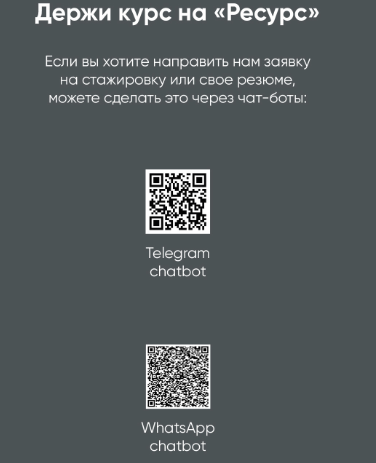 Держи курс на «Ресурс»
Если вы хотите направить нам заявку
на стажировку или свое резюме,
можете сделать это через чат-боты:
Telegram
chatbot
WhatsApp
chatbot